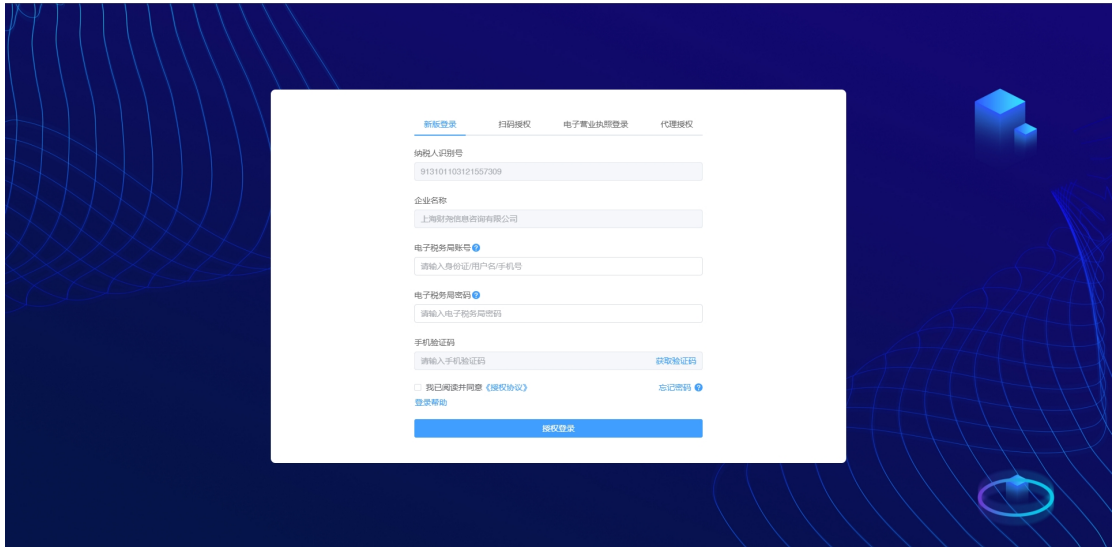 新版登录 扫码授权 电子营业执照登录 代理授权
纳税人识别号
913101103121557309
企业名称
上海财尧信息咨询有限公司
电子税务局账号?
请输入身份证/用户名/手机号
电子税务局密码?
请输入电子税务局密码
手机验证码
请输入手机验证码 获取验证码
我已阅读并同意《授权协议》 忘记密码 ?
登录帮助
授权登录